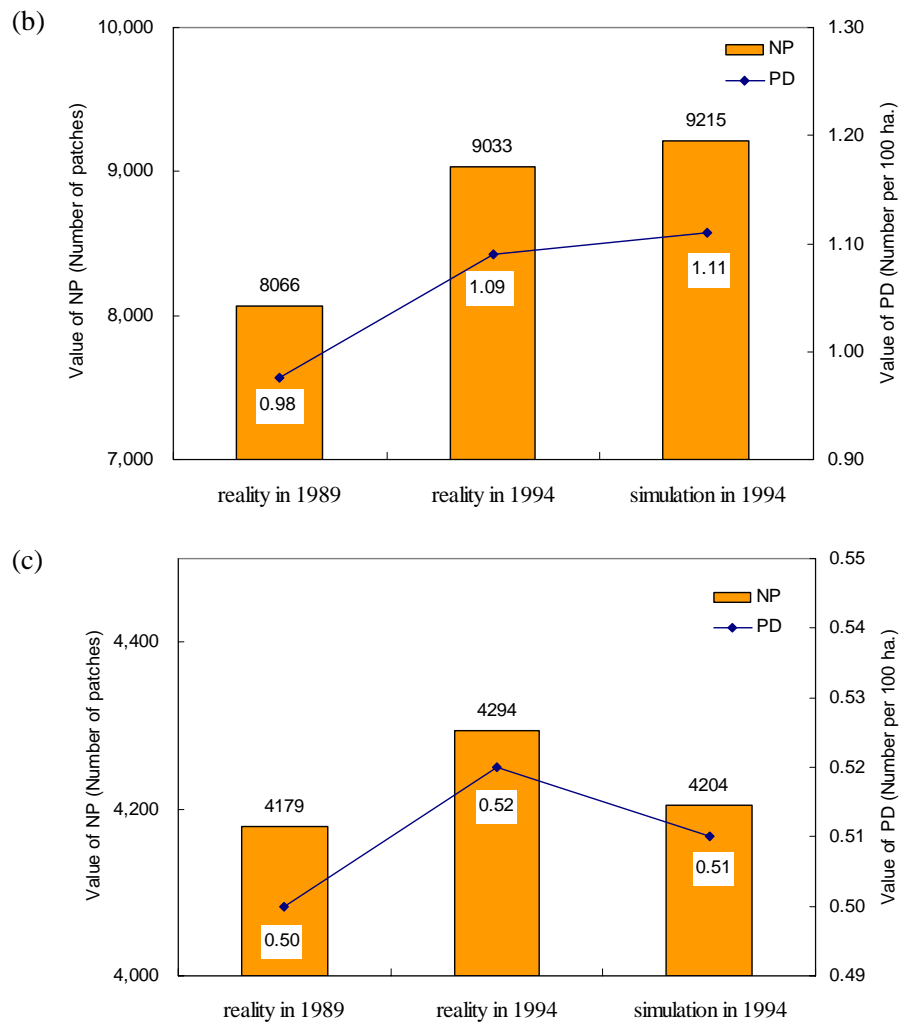 (b)
10,000
9,000
8,000
7,000
Value of NP (Number of patches)
1.30
1.20
1.10
1.00
0.90
Value of PD (Number per 100 ha.)
NP
PD
8066
9033
9215
0.98
1.09
1.11
reality in 1989
reality in 1994
simulation in 1994
(c)
4,400
4,200
4,000
Value of NP (Number of patches)
0.55
0.54
0.53
0.52
0.51
0.50
0.49
Value of PD (Number per 100 ha.)
NP
PD
4179
4294
4204
0.50
0.52
0.51
reality in 1989
reality in 1994
simulation in 1994